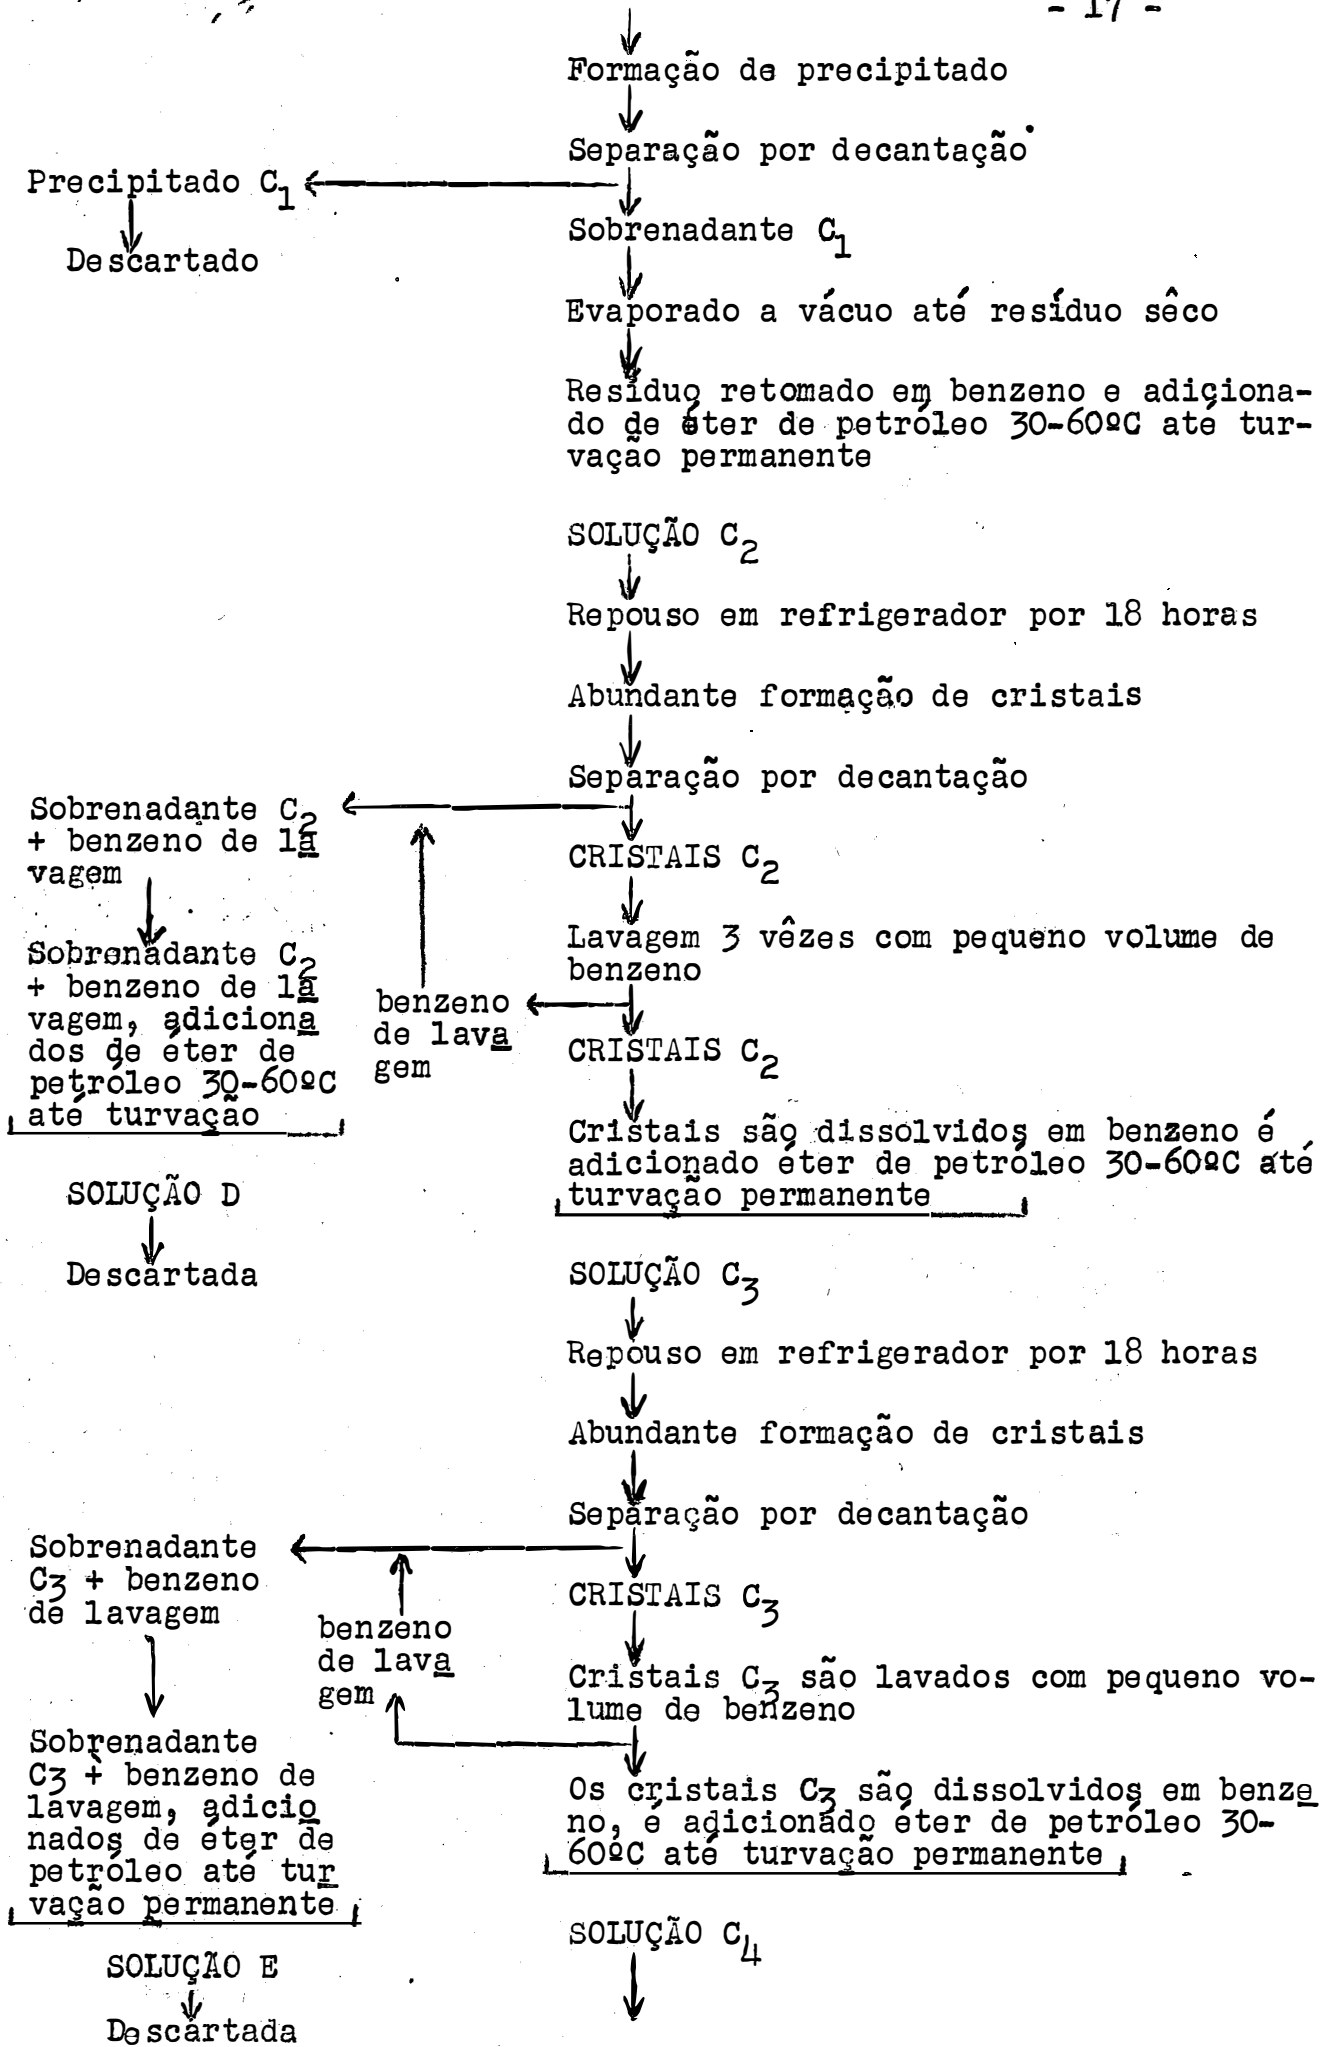 - 17 -
Formação de precipitado
Separação por decantação
Precipitado C1
Descartado
Sobrenadante C1
Evaporado a vácuo até resíduo sêco
Resíduo retomado em benzeno e adiciona-
do de éter de petróleo 30-60ºC até tur-
vação permanente
SOLUÇÃO C2
Repouso em refrigerador por 18 horas
Abundante formação de cristais
Separação por decantação
Sobrenadante C2
+ benzeno de la
vagem
CRISTAIS C2
Lavagem 3 vêzes com pequeno volume de
benzeno
benzeno
de lava
gem
Sobrenadante C2
+ benzeno de la
vagem, adiciona
dos de éter de
petróleo 30-60ºC
até turvação
SOLUÇÃO D
Descartada
CRISTAIS C2
Cristais são dissolvidos em benzeno é
adicionado éter de petróleo 30-60ºC até
turvação permanente
SOLUÇÃO C3
Repouso em refrigerador por 18 horas
Abundante formação de cristais
Separação por decantação
Sobrenadante
C3 + benzeno
de lavagem
CRISTAIS C3
benzeno
de lava
gem
Cristais C3 são lavados com pequeno vo-
lume de benzeno
Sobrenadante
C3 + benzeno de
lavagem, adicio
nados de éter de
petróleo até tur
vação permanente
SOLUÇÃO E
Descartada
Os cristais C3 são dissolvidos em benze
no, é adicionado éter de petróleo 30-
60ºC até turvação permanente
SOLUÇÃO C4